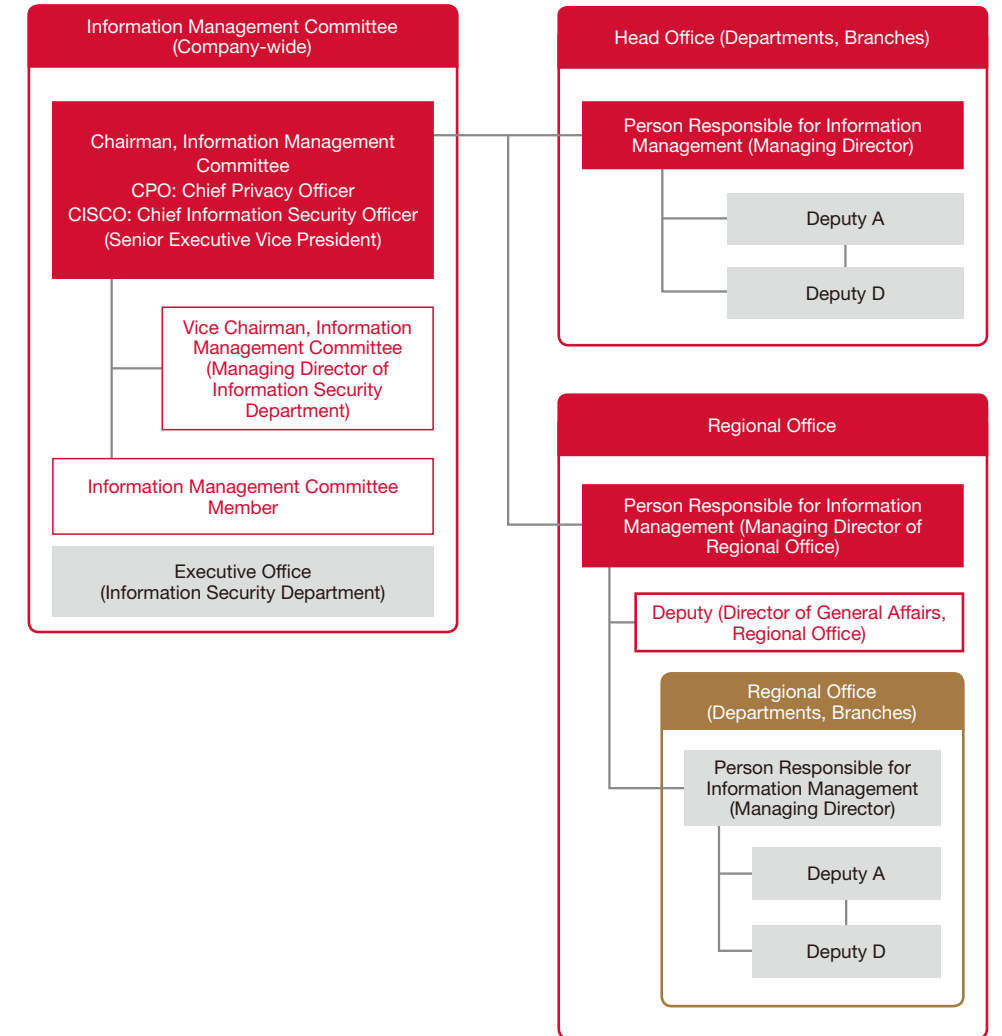 Information Management Committee
(Company-wide)
Chairman, Information Management
Committee
CPO: Chief Privacy Officer
CISCO: Chief Information Security Officer
(Senior Executive Vice President)
Vice Chairman, Information
Management Committee
(Managing Director of
Information Security
Department)
Information Management Committee
Member
Executive Office
(Information Security Department)
Head Office (Departments, Branches)
Person Responsible for Information
Management (Managing Director)
Deputy A
Deputy D
Regional Office
Person Responsible for Information
Management (Managing Director of
Regional Office)
Deputy (Director of General Affairs,
Regional Office)
Regional Office
(Departments, Branches)
Person Responsible for
Information Management
(Managing Director)
Deputy A
Deputy D